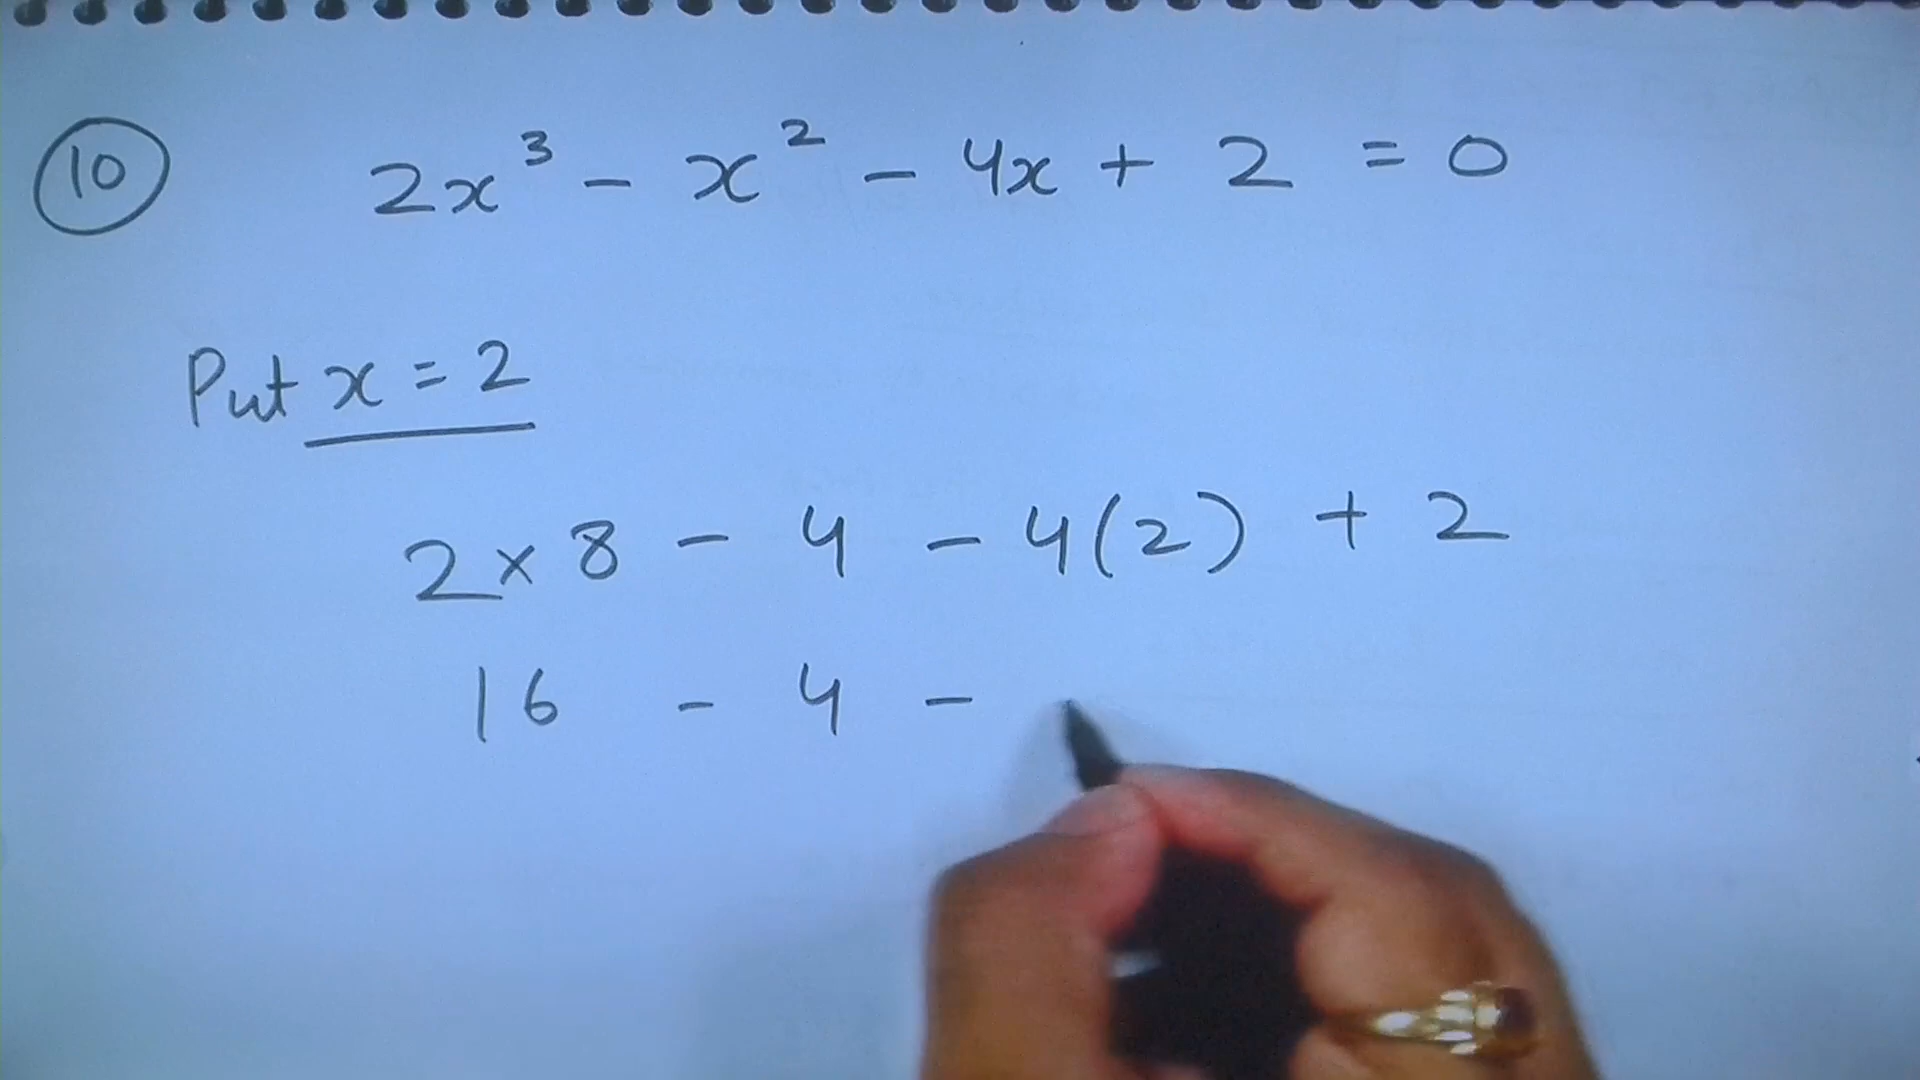 10 2x³ - x² - 4x + 2 = 0
Put x = 2
2 × 8 - 4 - 4(2) + 2
16 - 4 -